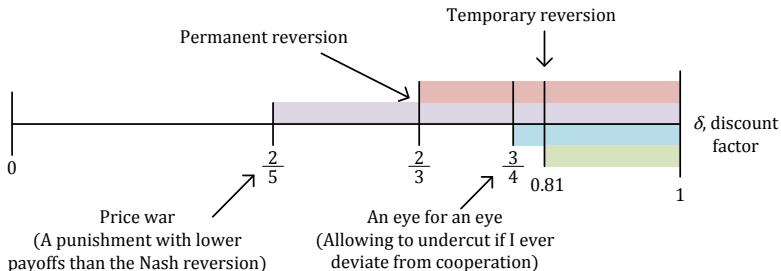 Temporary reversion
Permanent reversion
δ, discount
factor
0
2/5
2/3
3/4
0.81
1
Price war
(A punishment with lower
payoffs than the Nash reversion)
An eye for an eye
(Allowing to undercut if I ever
deviate from cooperation)